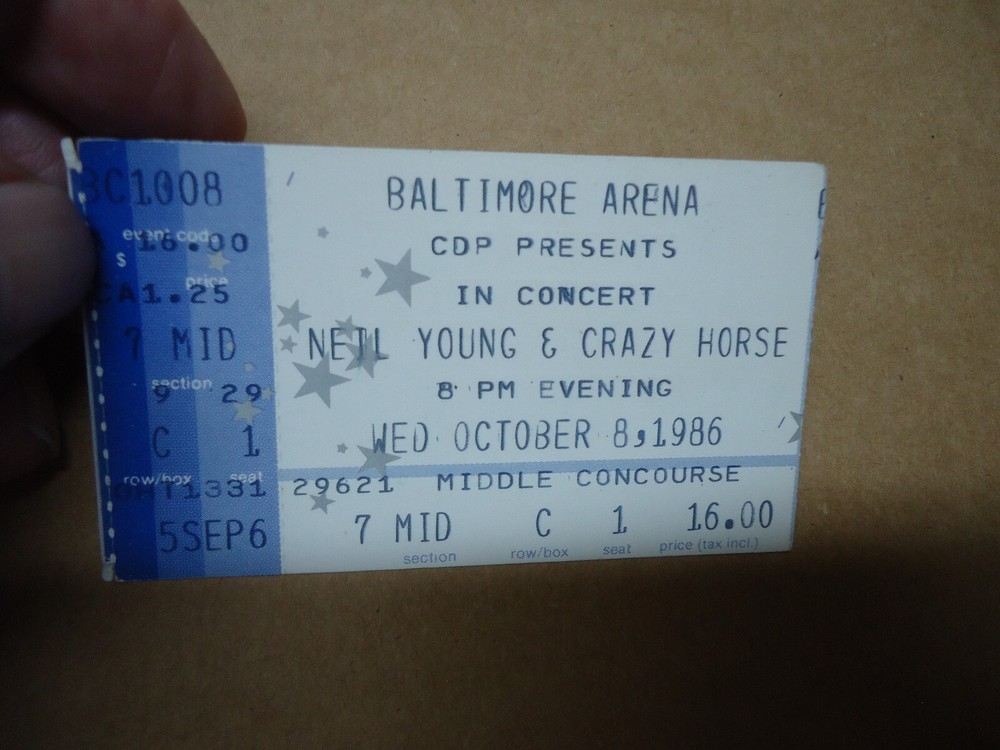 BC1008
event code
16.00
$
price
CA1.25
7 MID
section
9 29
C 1
row/box seat
1331
5SEP6
BALTIMORE ARENA
CDP PRESENTS
IN CONCERT
NEIL YOUNG & CRAZY HORSE
8 PM EVENING
WED OCTOBER 8,1986
29621 MIDDLE CONCOURSE
7 MID C 1 16.00
section row/box seat price (tax incl.)